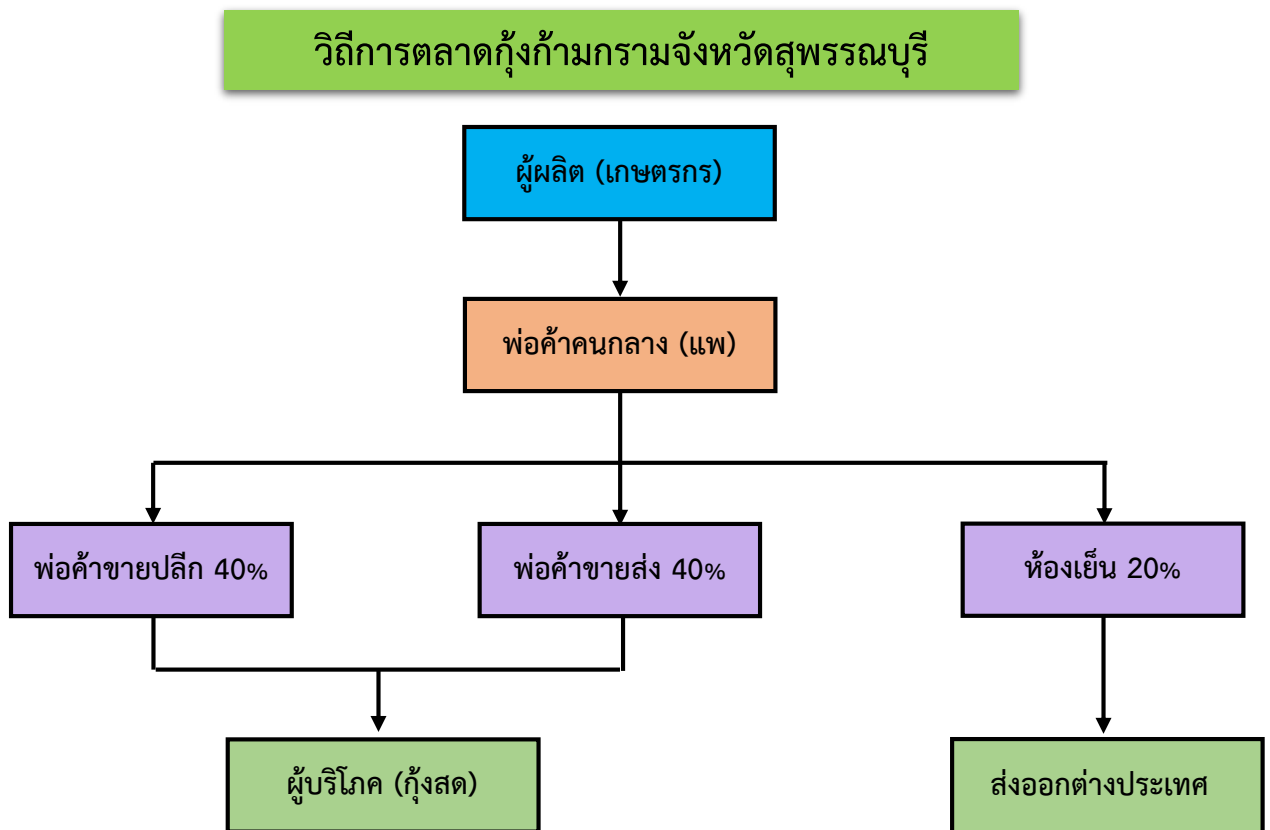 วิถีการตลาดกุ้งก้ามกรามจังหวัดสุพรรณบุรี
ผู้ผลิต (เกษตรกร)
พ่อค้าคนกลาง (แพ)
พ่อค้าขายปลีก 40%
พ่อค้าขายส่ง 40%
ห้องเย็น 20%
ผู้บริโภค (กุ้งสด)
ส่งออกต่างประเทศ